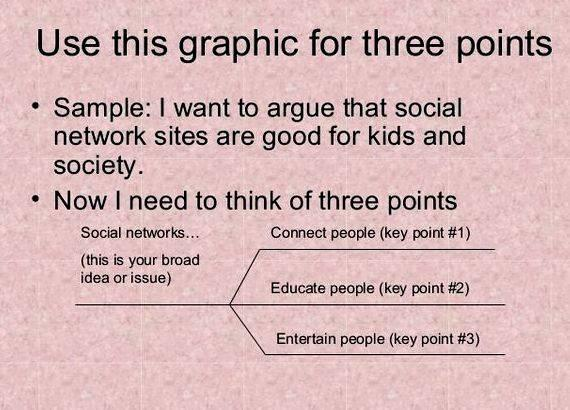 Use this graphic for three points
• Sample: I want to argue that social
network sites are good for kids and
society.
• Now I need to think of three points
Social networks…
(this is your broad
idea or issue)
Connect people (key point #1)
Educate people (key point #2)
Entertain people (key point #3)